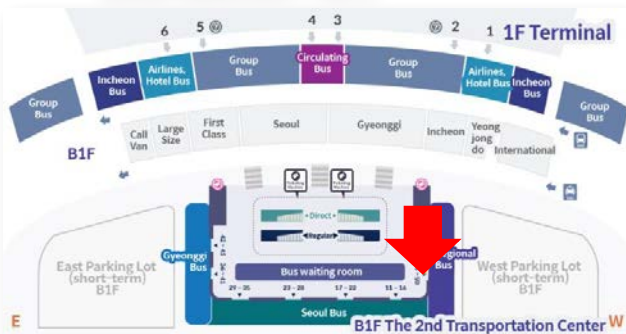 1F Terminal
6
5
4
3
2
1
Group
Bus
Incheon
Bus
Airlines,
Hotel Bus
Group
Bus
Circulating
Bus
Group
Bus
Airlines,
Hotel Bus
Incheon
Bus
Group
Bus
B1F
Call
Van
Large
Size
First
Class
Seoul
Gyeonggi
Incheon
Yeong
jong
do
International
Direct
Regular
Gyeonggi
Bus
Bus
Bus waiting room
29 - 35
23 - 28
17 - 22
11 - 16
Seoul Bus
East Parking Lot
(short-term)
B1F
West Parking Lot
(short-term)
B1F
E
B1F The 2nd Transportation Center
W